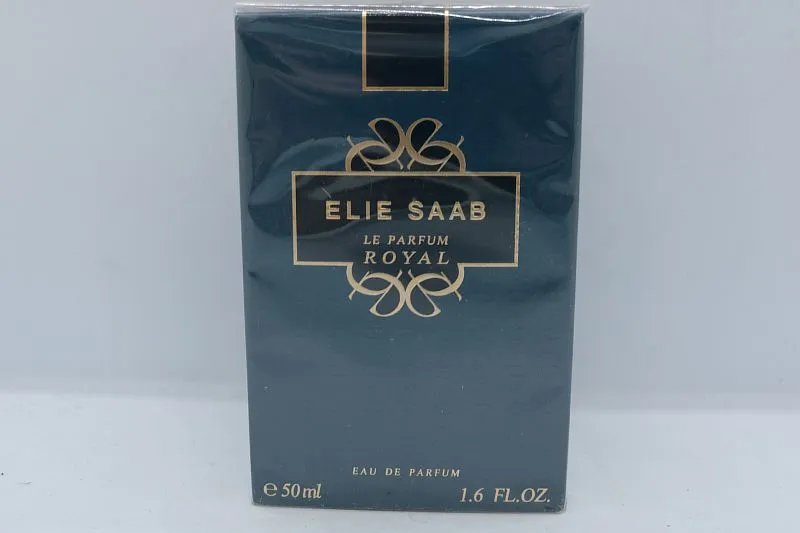 ELIE SAAB
LE PARFUM
ROYAL
EAU DE PARFUM
℮ 50 ml 1.6 FL.OZ.